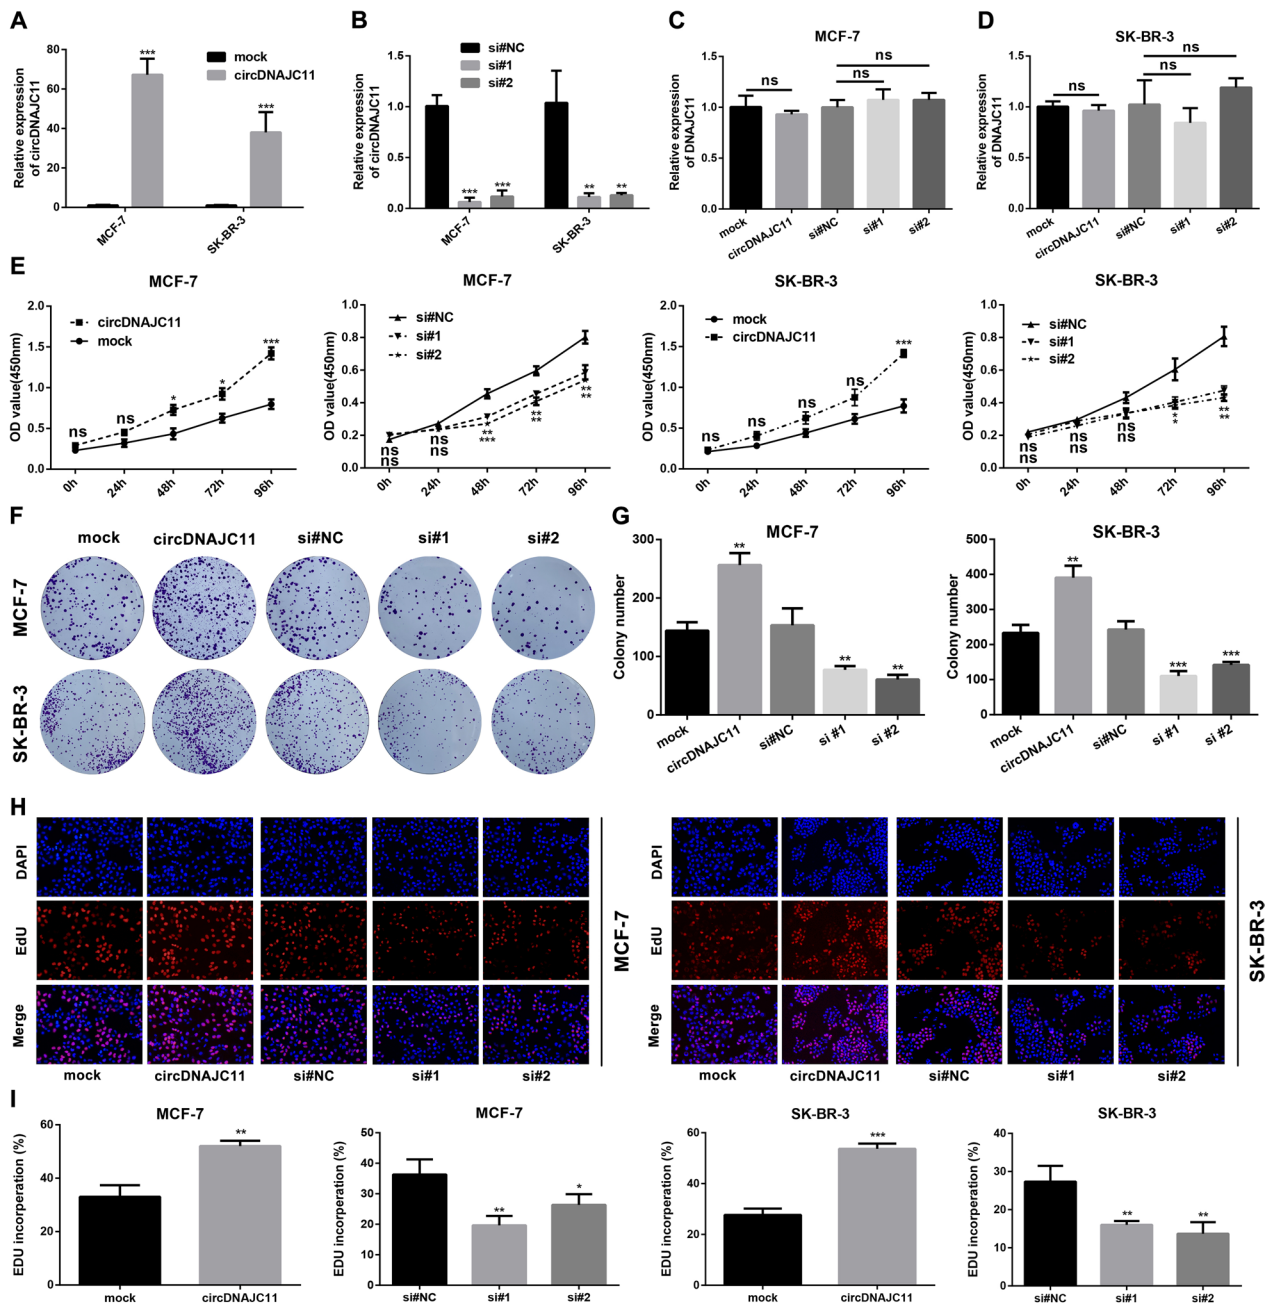 A
Relative expression
of circDNAJC11
80
60
40
20
0
mock
circDNAJC11
***
***
MCF-7
SK-BR-3
B
Relative expression
of circDNAJC11
1.5
1.0
0.5
0.0
si#NC
si#1
si#2
***
***
**
**
MCF-7
SK-BR-3
C
MCF-7
Relative expression
of DNAJC11
1.5
1.0
0.5
0.0
ns
ns
ns
mock
circDNAJC11
si#NC
si#1
si#2
D
SK-BR-3
Relative expression
of DNAJC11
1.5
1.0
0.5
0.0
ns
ns
ns
mock
circDNAJC11
si#NC
si#1
si#2
E
MCF-7
OD value(450nm)
2.0
1.5
1.0
0.5
0.0
circDNAJC11
mock
ns
ns
*
*
***
0h
24h
48h
72h
96h
MCF-7
OD value(450nm)
1.0
0.8
0.6
0.4
0.2
0.0
si#NC
si#1
si#2
ns
ns
ns
ns
**
***
**
**
**
**
0h
24h
48h
72h
96h
SK-BR-3
OD value(450nm)
2.0
1.5
1.0
0.5
0.0
mock
circDNAJC11
ns
ns
ns
ns
***
0h
24h
48h
72h
96h
SK-BR-3
OD value(450nm)
1.0
0.8
0.6
0.4
0.2
0.0
si#NC
si#1
si#2
ns
ns
ns
ns
ns
ns
*
*
**
**
0h
24h
48h
72h
96h
F
mock
circDNAJC11
si#NC
si#1
si#2
MCF-7
SK-BR-3
G
MCF-7
Colony number
300
200
100
0
**
**
**
mock
circDNAJC11
si#NC
si #1
si #2
SK-BR-3
Colony number
500
400
300
200
100
0
**
***
***
mock
circDNAJC11
si#NC
si #1
si #2
H
DAPI
EdU
Merge
mock
circDNAJC11
si#NC
si#1
si#2
MCF-7
DAPI
EdU
Merge
mock
circDNAJC11
si#NC
si#1
si#2
SK-BR-3
I
MCF-7
EDU incorperation (%)
60
40
20
0
**
mock
circDNAJC11
MCF-7
EDU incorperation (%)
50
40
30
20
10
0
**
*
si#NC
si#1
si#2
SK-BR-3
EDU incorperation (%)
60
40
20
0
***
mock
circDNAJC11
SK-BR-3
EDU incorperation (%)
40
30
20
10
0
**
**
si#NC
si#1
si#2